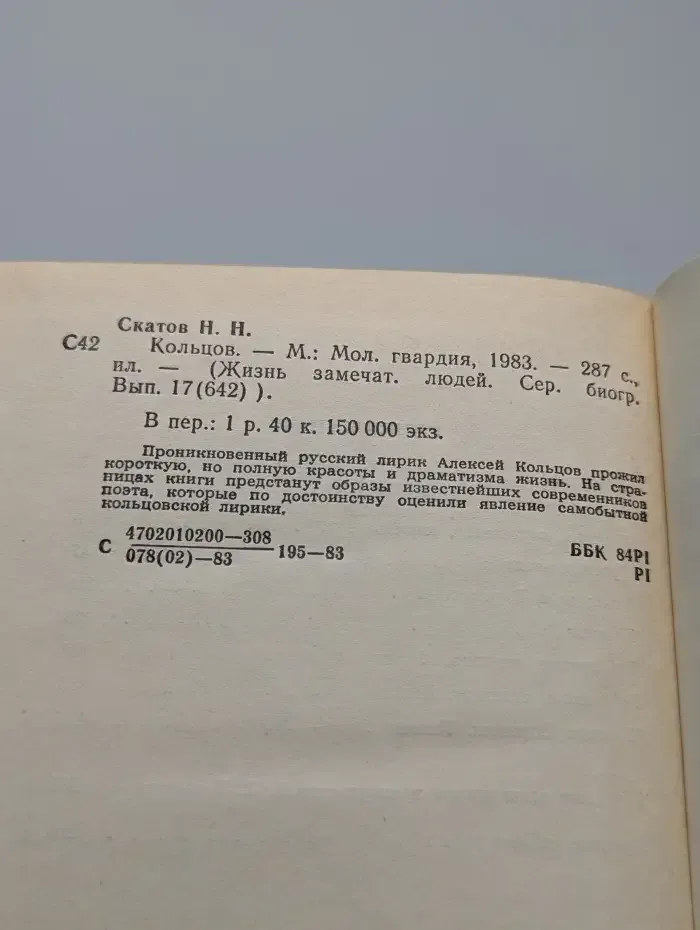 Скатов Н. Н.
С42 Кольцов. — М.: Мол. гвардия, 1983. — 287 с.,
ил. — (Жизнь замечат. людей. Сер. биогр.
Вып. 17(642) ).
В пер.: 1 р. 40 к. 150 000 экз.
Проникновенный русский лирик Алексей Кольцов прожил
короткую, но полную красоты и драматизма жизнь. На стра-
ницах книги предстанут образы известнейших современников
поэта, которые по достоинству оценили явление самобытной
кольцовской лирики.
4702010200—308
С 195—83 ББК 84Р1
078(02)—83
Р1